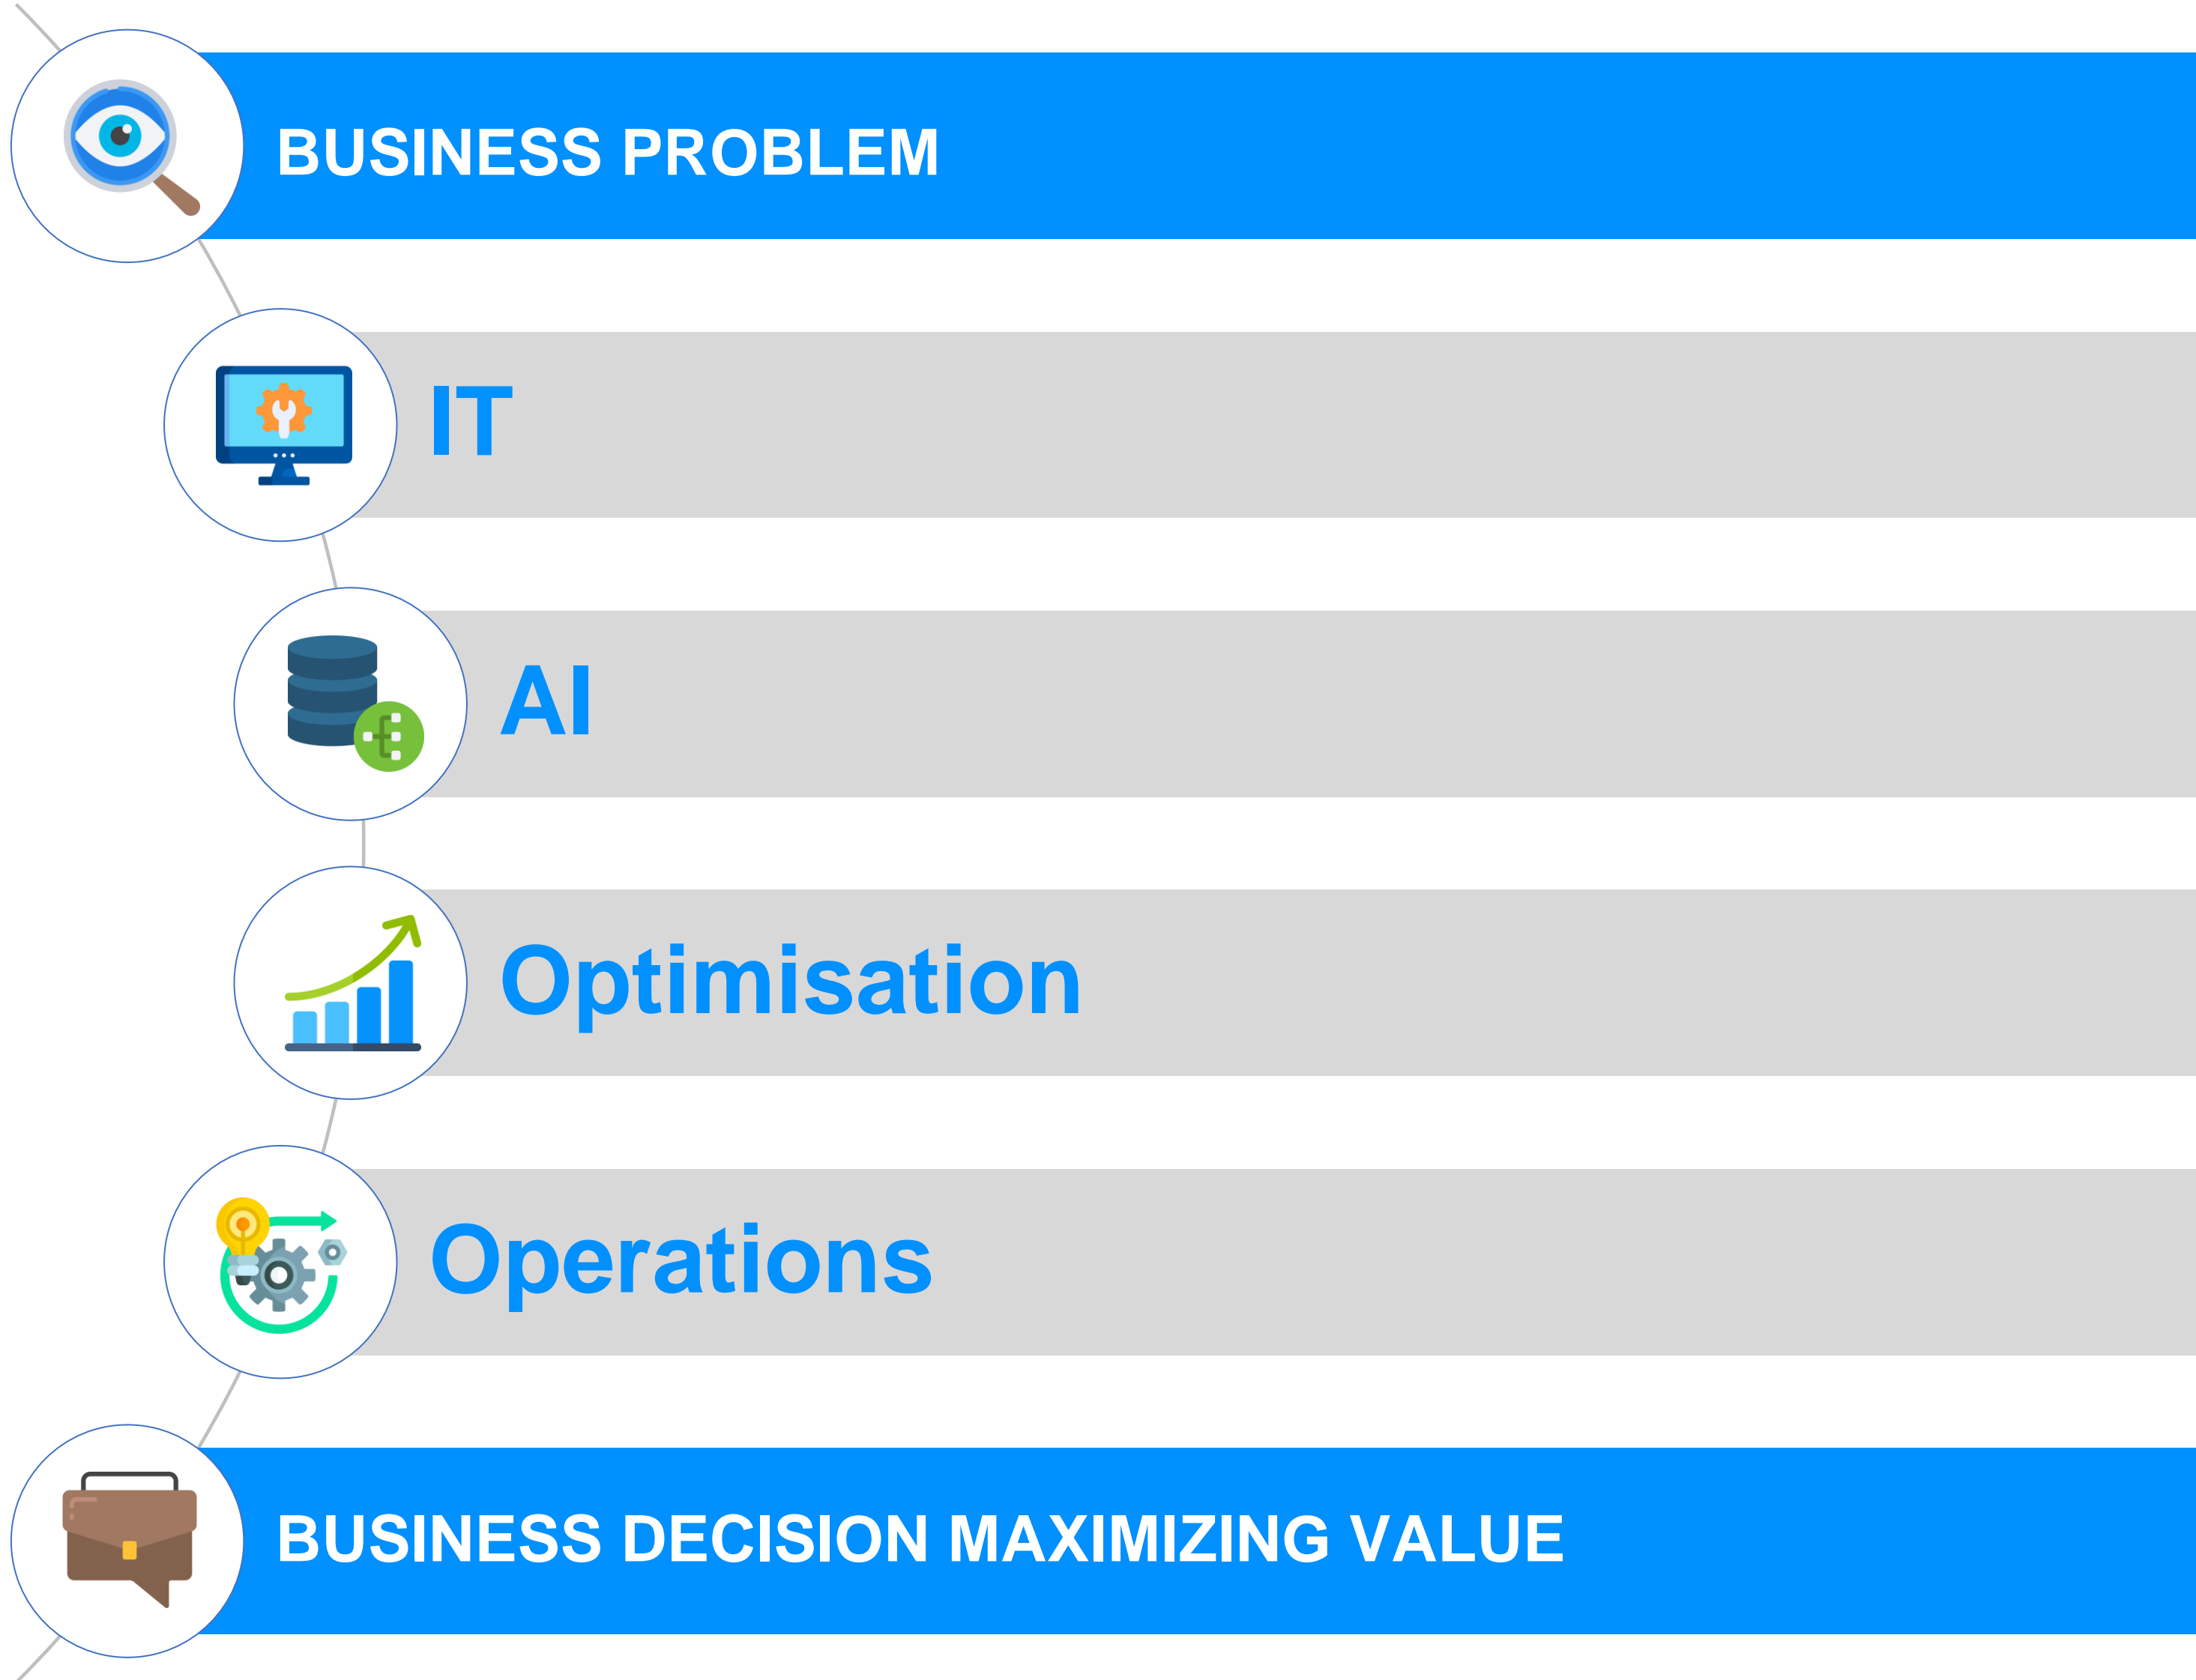 BUSINESS PROBLEM
IT
AI
Optimisation
Operations
BUSINESS DECISION MAXIMIZING VALUE